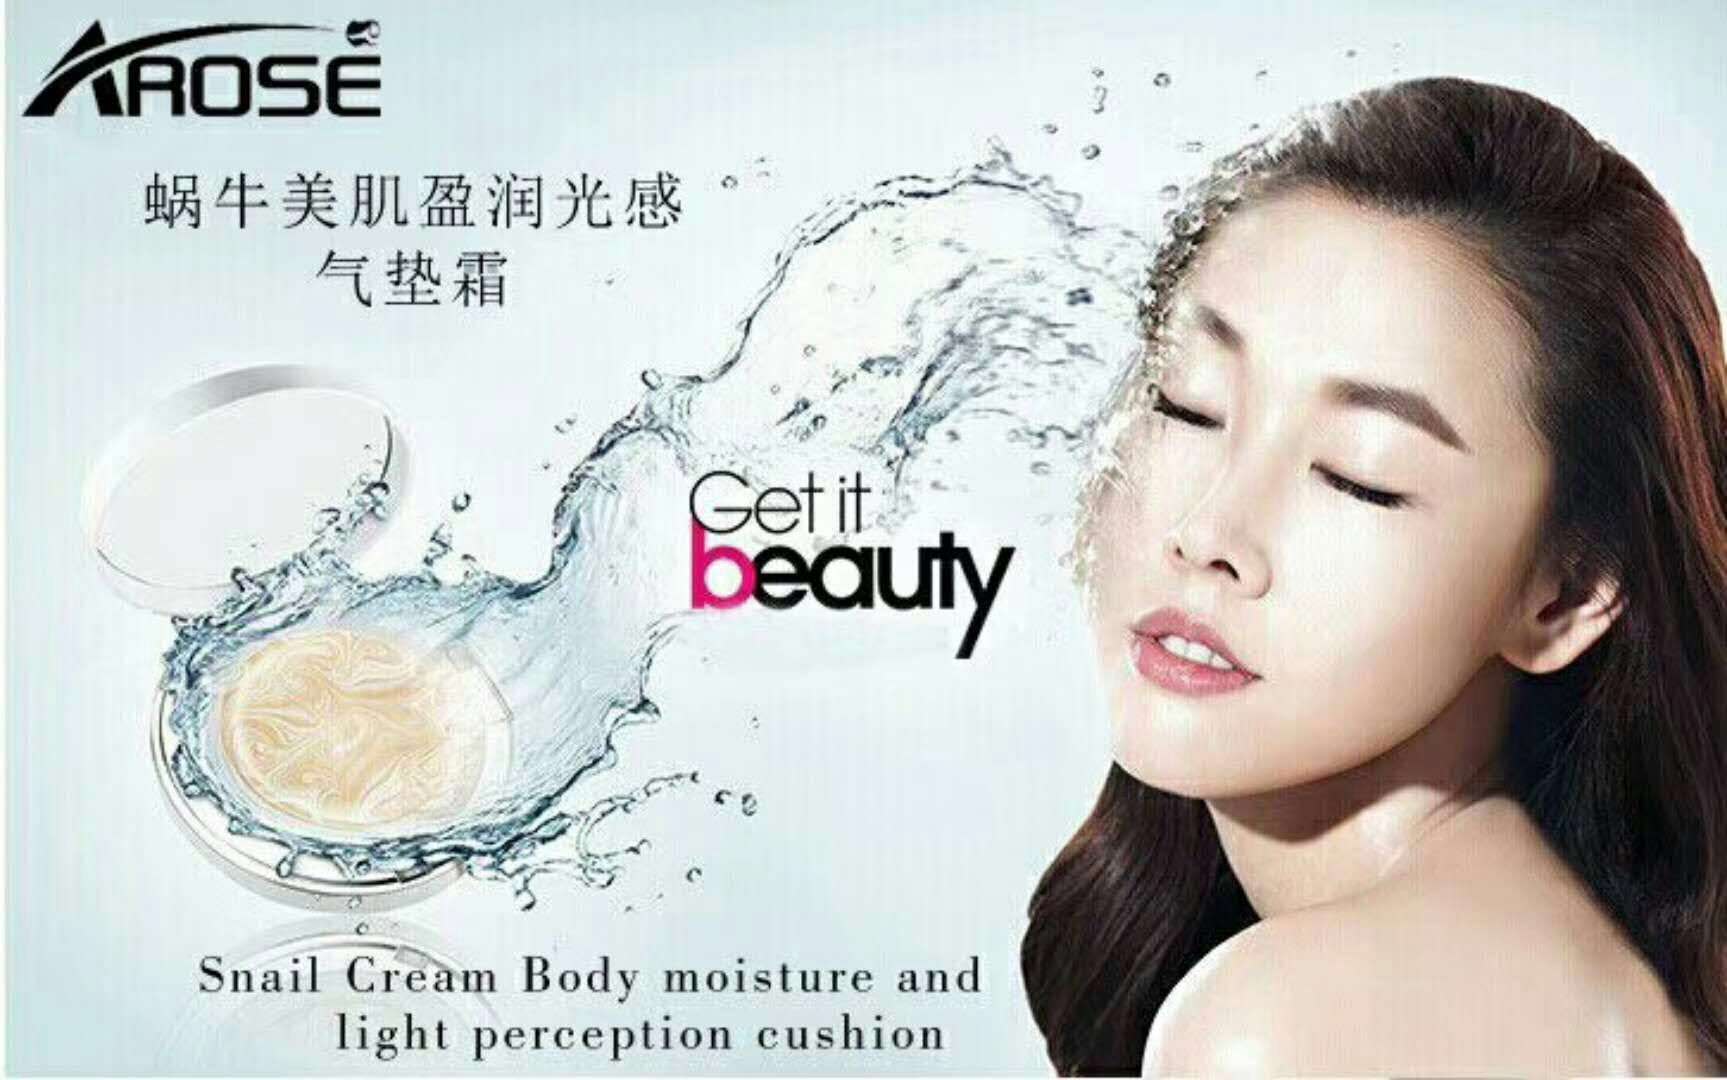 AROSE
蜗牛美肌盈润光感
气垫霜
Get it
beauty
Snail Cream Body moisture and
light perception cushion